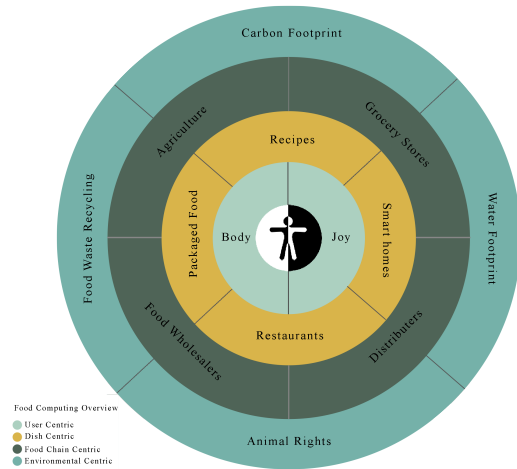 Carbon Footprint
Agriculture
Grocery Stores
Recipes
Food Waste Recycling
Packaged Food
Body
Joy
Smart homes
Water Footprint
Restaurants
Food Wholesalers
Distributers
Animal Rights
Food Computing Overview
User Centric
Dish Centric
Food Chain Centric
Environmental Centric